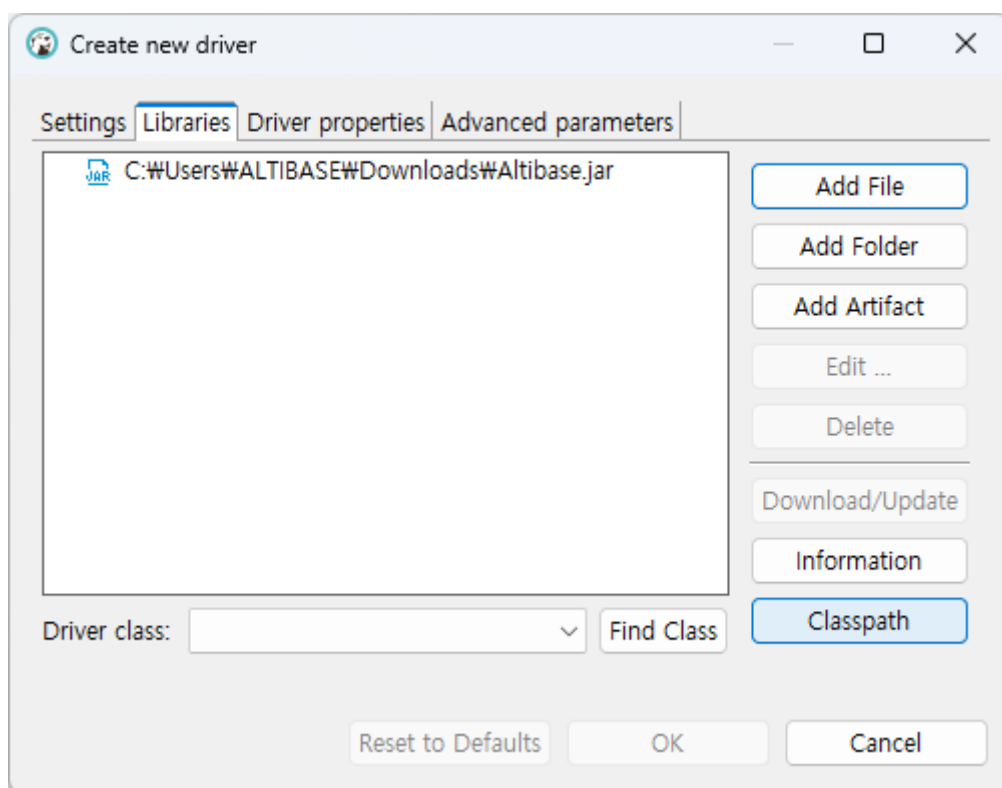 Create new driver
Settings Libraries Driver properties Advanced parameters
JAR C:₩Users₩ALTIBASE₩Downloads₩Altibase.jar
Add File
Add Folder
Add Artifact
Edit ...
Delete
Download/Update
Information
Classpath
Driver class: Find Class
Reset to Defaults OK Cancel